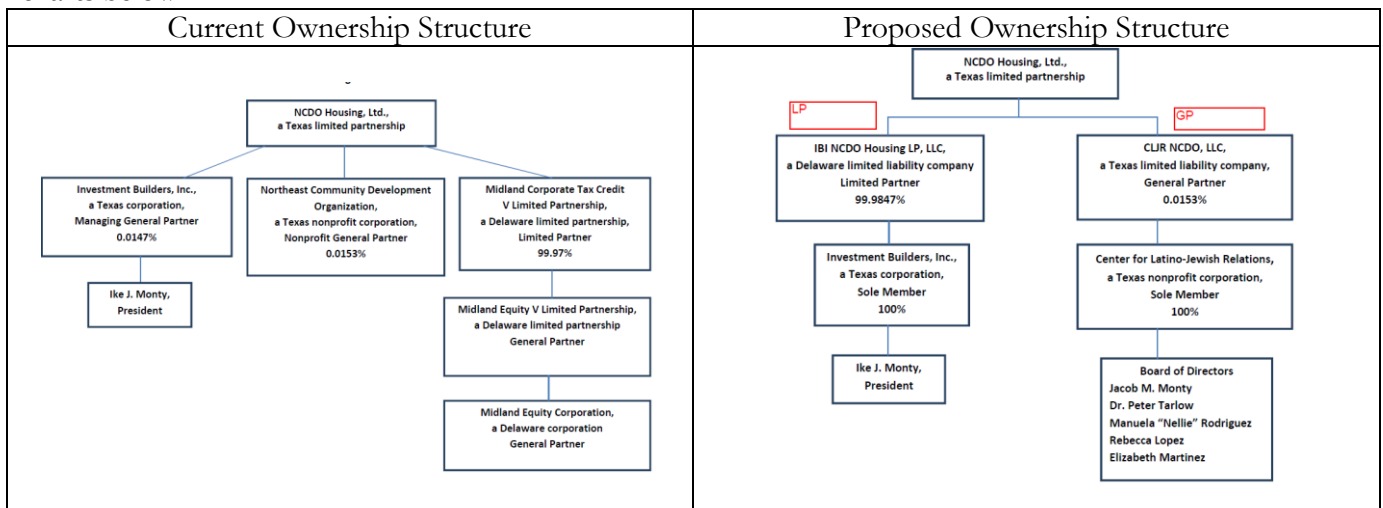 Current Ownership Structure
Proposed Ownership Structure
NCDO Housing, Ltd.,
a Texas limited partnership
Investment Builders, Inc.,
a Texas corporation,
Managing General Partner
0.0147%
Ike J. Monty,
President
Northeast Community Development
Organization,
a Texas nonprofit corporation,
Nonprofit General Partner
0.0153%
Midland Corporate Tax Credit
V Limited Partnership,
a Delaware limited partnership,
Limited Partner
99.97%
Midland Equity V Limited Partnership,
a Delaware limited partnership
General Partner
Midland Equity Corporation,
a Delaware corporation
General Partner
NCDO Housing, Ltd.,
a Texas limited partnership
LP
GP
IBI NCDO Housing LP, LLC,
a Delaware limited liability company
Limited Partner
99.9847%
Investment Builders, Inc.,
a Texas corporation,
Sole Member
100%
Ike J. Monty,
President
CLJR NCDO, LLC,
a Texas limited liability company,
General Partner
0.0153%
Center for Latino-Jewish Relations,
a Texas nonprofit corporation,
Sole Member
100%
Board of Directors
Jacob M. Monty
Dr. Peter Tarlow
Manuela “Nellie” Rodriguez
Rebecca Lopez
Elizabeth Martinez